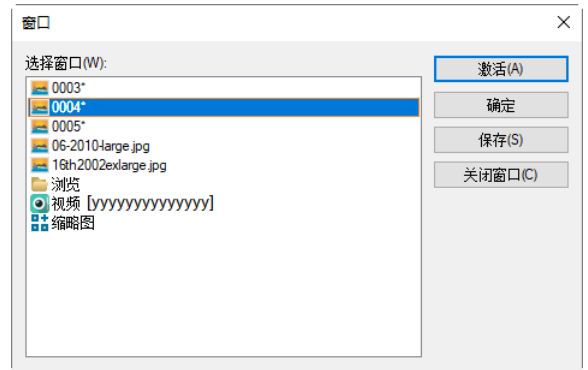 窗口
选择窗口(W):
0003*
0004*
0005*
06-2010-large.jpg
16th2002exlarge.jpg
浏览
视频 [yyyyyyyyyyyyyy]
缩略图
激活(A)
确定
保存(S)
关闭窗口(C)